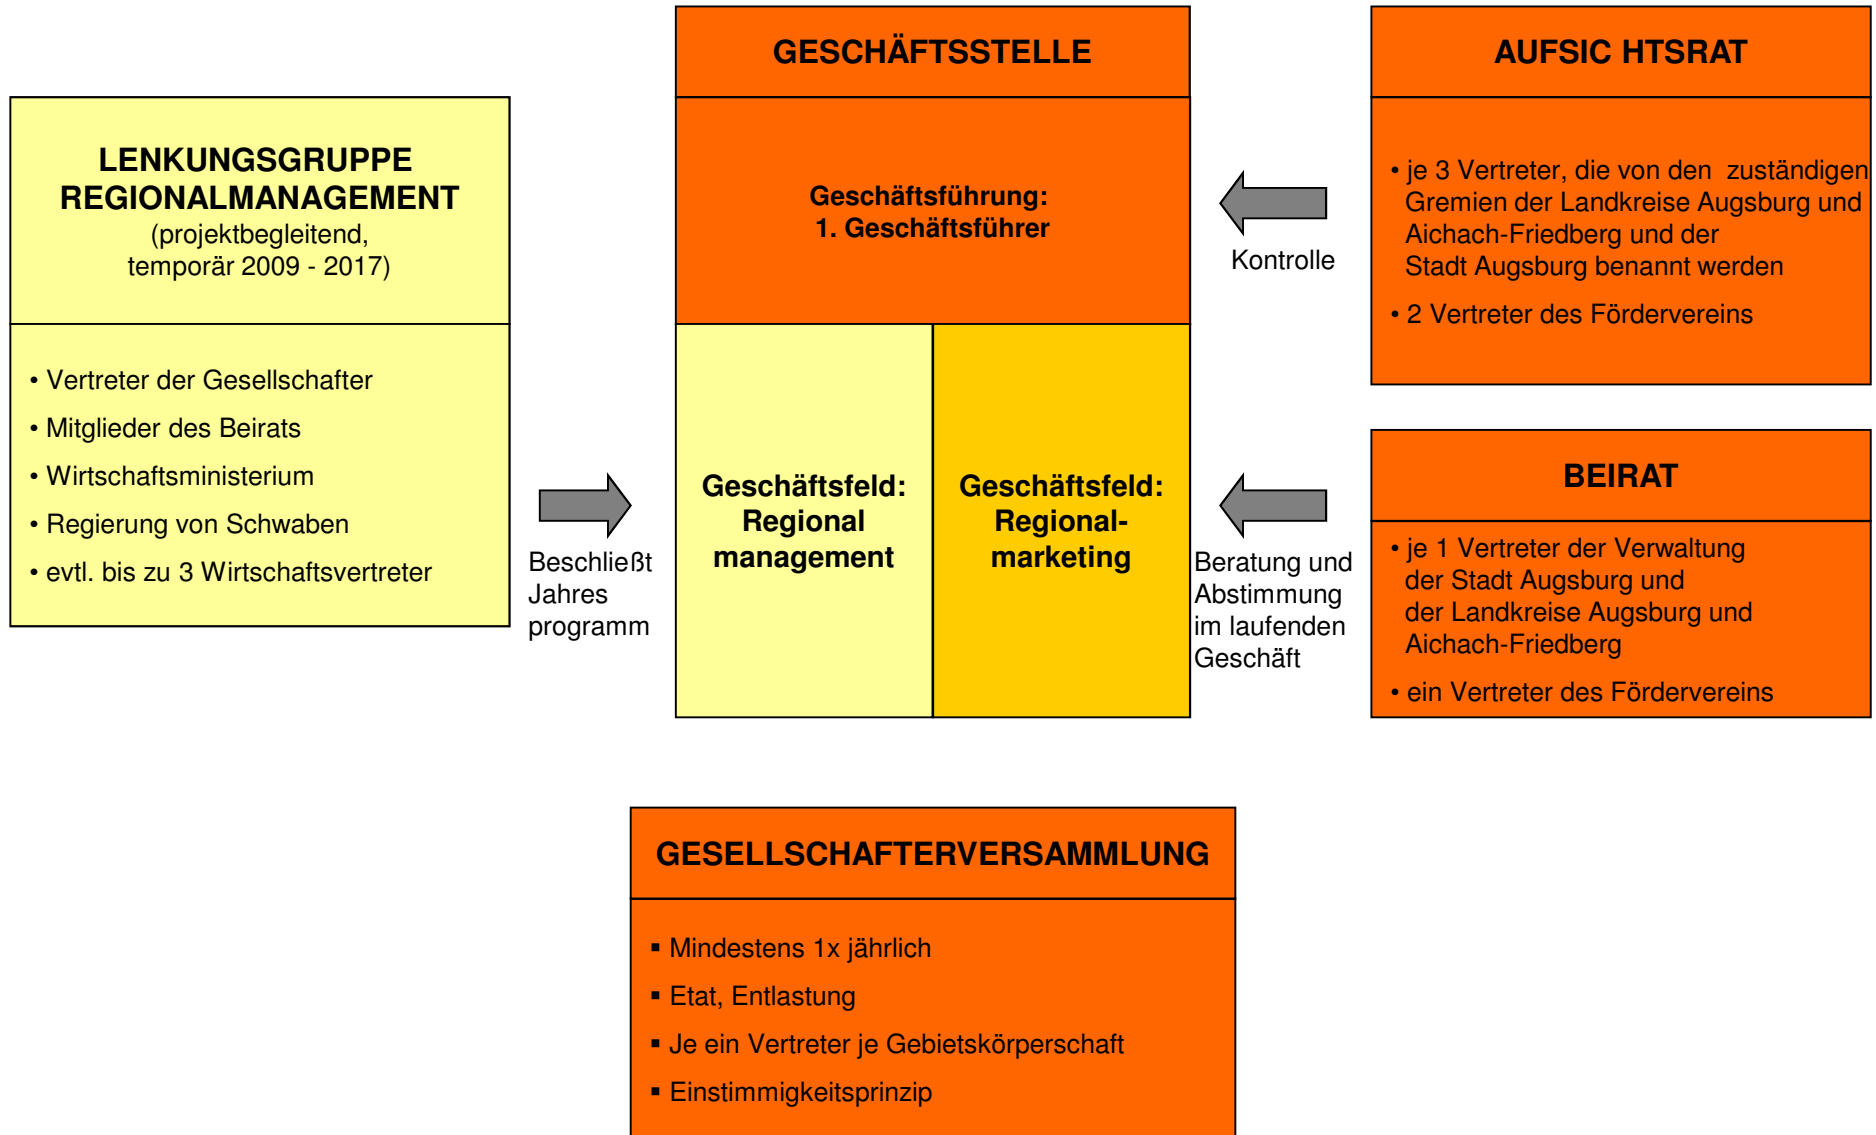 LENKUNGSGRUPPE
REGIONALMANAGEMENT
(projektbegleitend,
temporär 2009 - 2017)
• Vertreter der Gesellschafter
• Mitglieder des Beirats
• Wirtschaftsministerium
• Regierung von Schwaben
• evtl. bis zu 3 Wirtschaftsvertreter
Beschließt
Jahres
programm
GESCHÄFTSSTELLE
Geschäftsführung:
1. Geschäftsführer
Geschäftsfeld:
Regional
management
Geschäftsfeld:
Regional-
marketing
Kontrolle
Beratung und
Abstimmung
im laufenden
Geschäft
AUFSIC HTSRAT
• je 3 Vertreter, die von den zuständigen
Gremien der Landkreise Augsburg und
Aichach-Friedberg und der
Stadt Augsburg benannt werden
• 2 Vertreter des Fördervereins
BEIRAT
• je 1 Vertreter der Verwaltung
der Stadt Augsburg und
der Landkreise Augsburg und
Aichach-Friedberg
• ein Vertreter des Fördervereins
GESELLSCHAFTERVERSAMMLUNG
▪ Mindestens 1x jährlich
▪ Etat, Entlastung
▪ Je ein Vertreter je Gebietskörperschaft
▪ Einstimmigkeitsprinzip